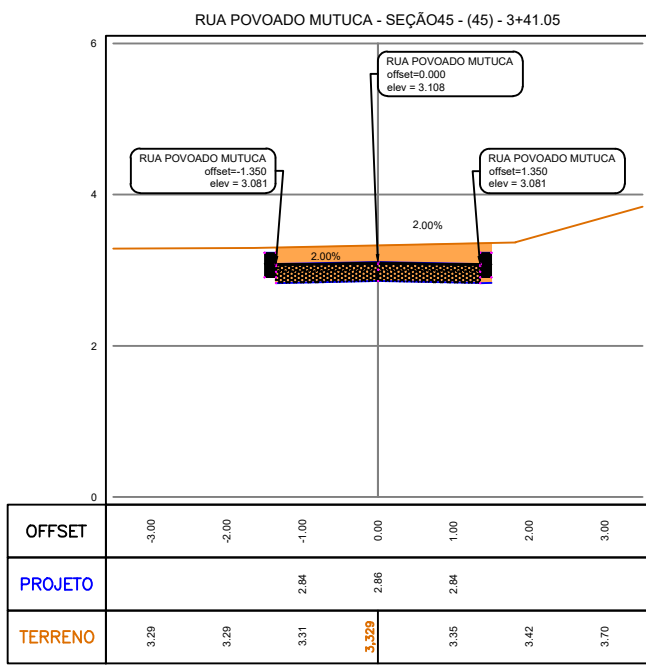 RUA POVOADO MUTUCA - SEÇÃO45 - (45) - 3+41.05
6
RUA POVOADO MUTUCA
offset=0.000
elev = 3.108
RUA POVOADO MUTUCA
offset=-1.350
elev = 3.081
RUA POVOADO MUTUCA
offset=1.350
elev = 3.081
4
2.00%
2.00%
2
0
OFFSET -3.00 -2.00 -1.00 0.00 1.00 2.00 3.00
PROJETO 2.84 2.86 2.84
TERRENO 3.29 3.29 3.31 3,329 3.35 3.42 3.70